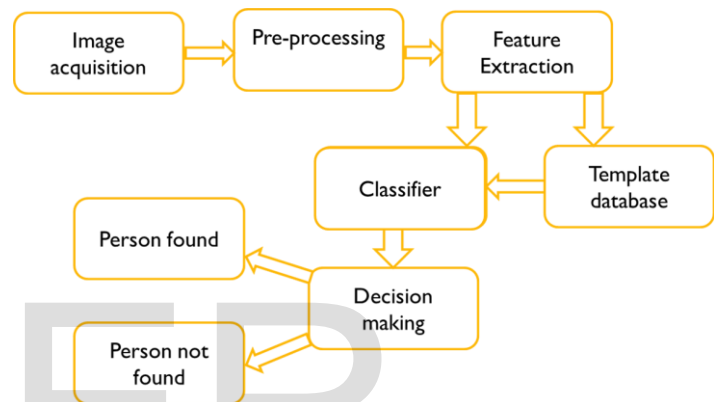 Image
acquisition
Pre-processing
Feature
Extraction
Classifier
Template
database
Person found
Decision
making
Person not
found